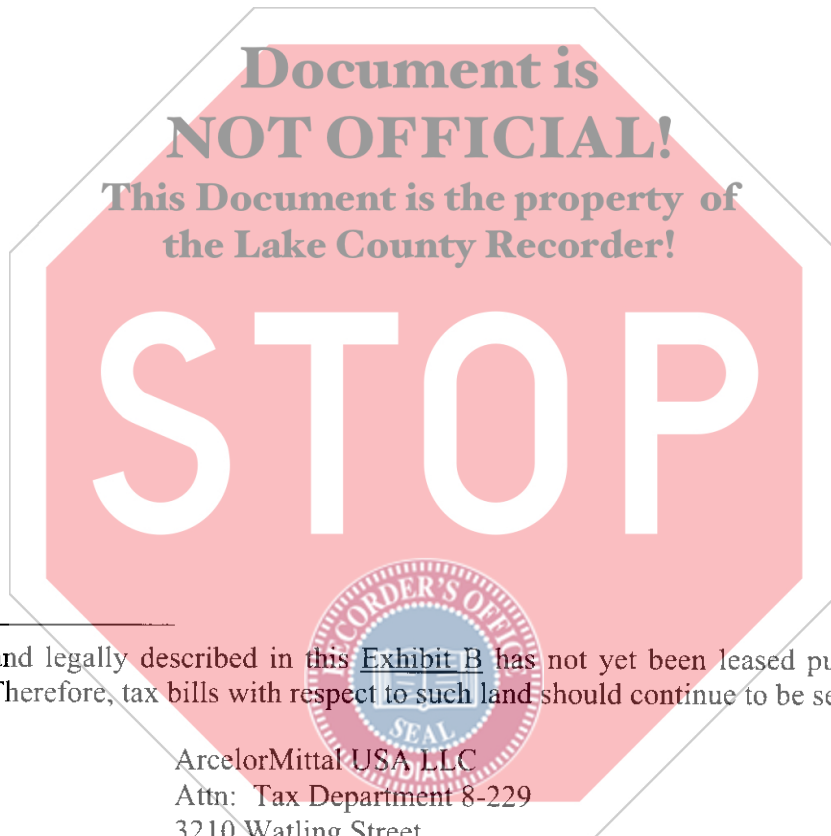 Document is
NOT OFFICIAL!
This Document is the property of
the Lake County Recorder!
STOP
RECORDER'S OFFICE
and legally described in this Exhibit B has not yet been leased pu
Therefore, tax bills with respect to such land should continue to be se
SEAL
ArcelorMittal USA LLC
Attn: Tax Department 8-229
3210 Watling Street